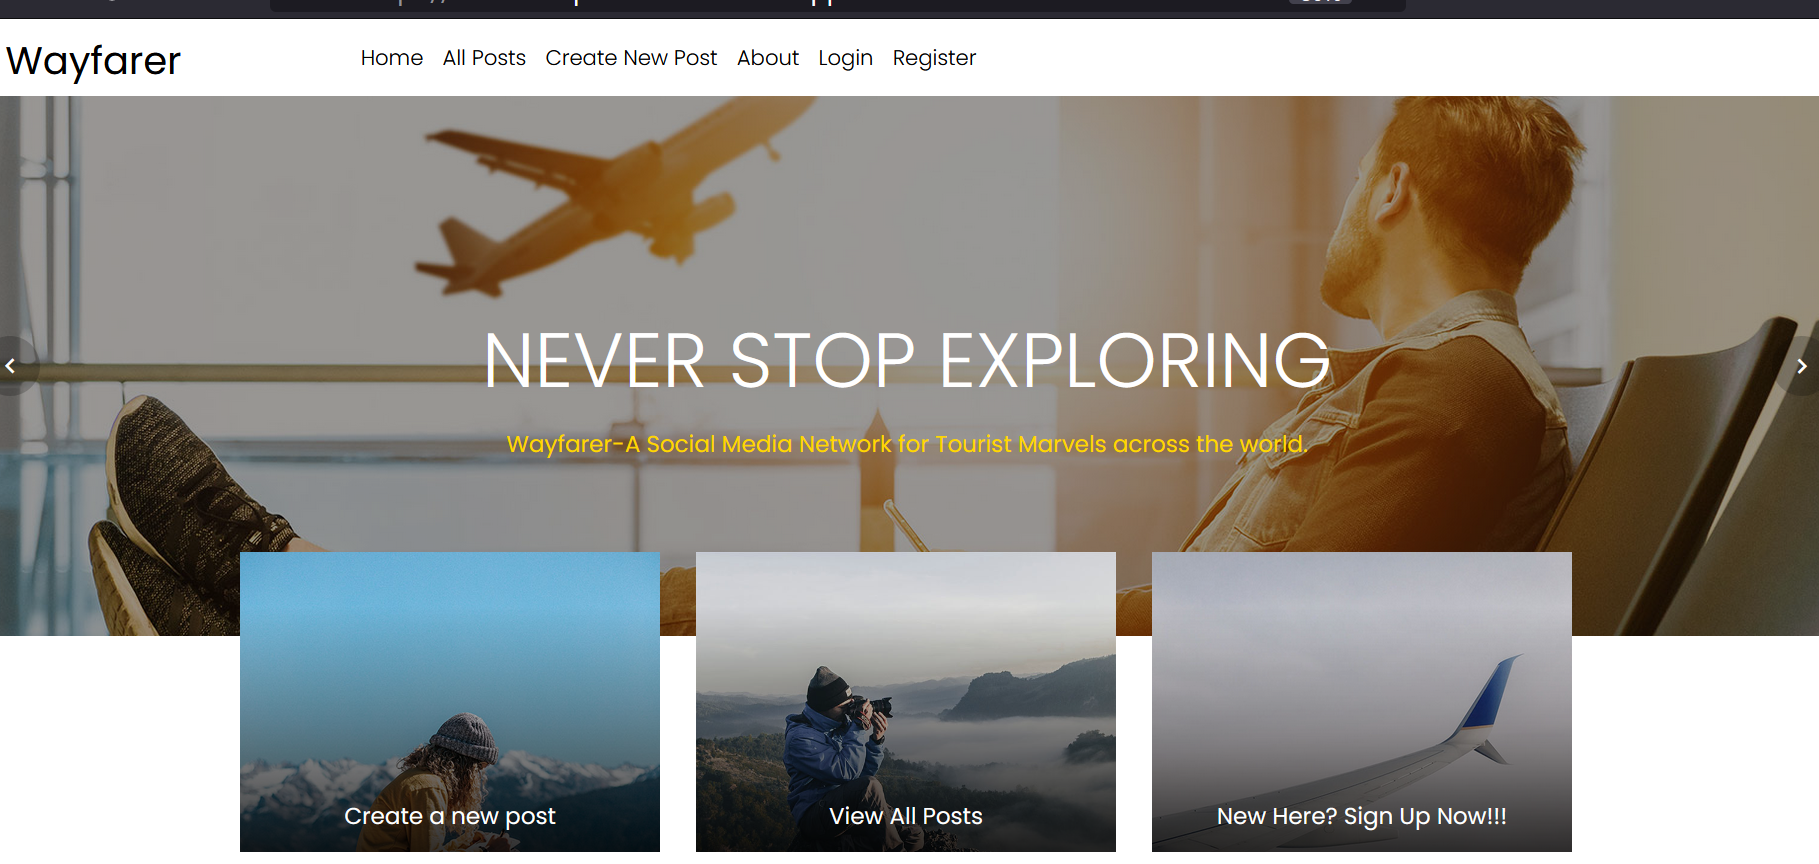 Wayfarer
Home All Posts Create New Post About Login Register
NEVER STOP EXPLORING
Wayfarer-A Social Media Network for Tourist Marvels across the world.
Create a new post
View All Posts
New Here? Sign Up Now!!!